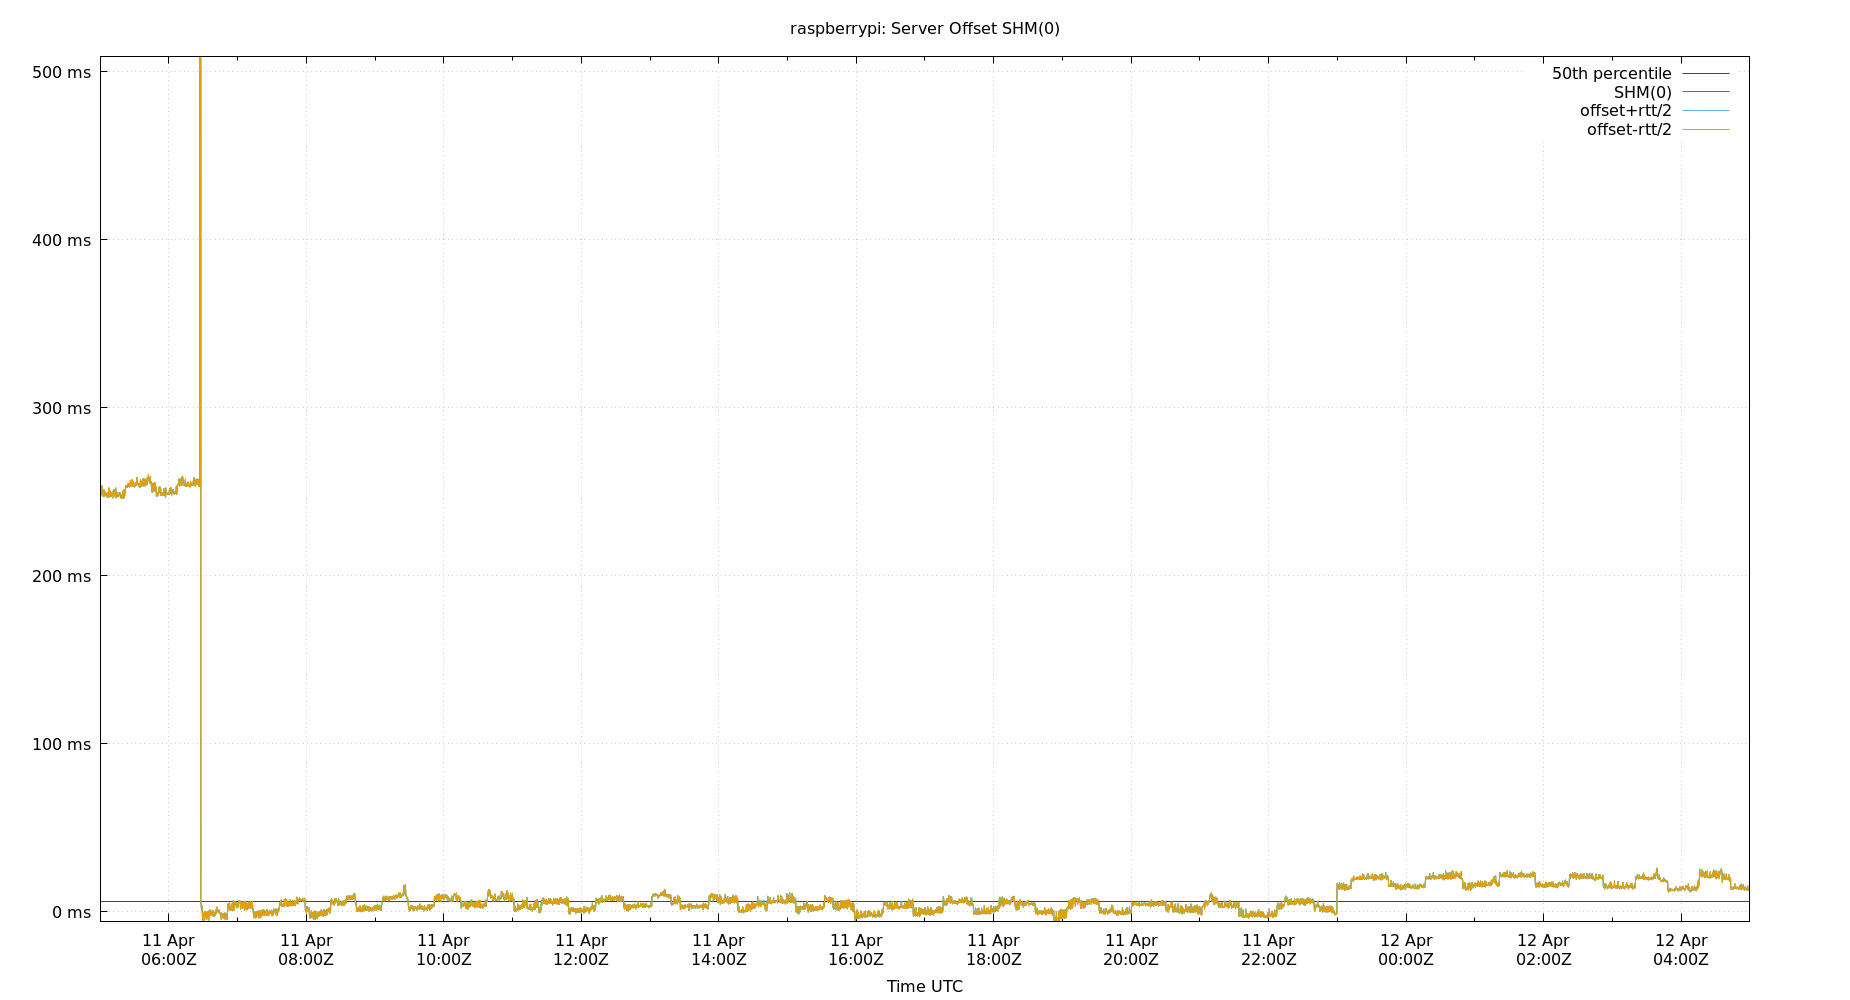 raspberrypi: Server Offset SHM(0)
500 ms
400 ms
300 ms
200 ms
100 ms
0 ms
50th percentile
SHM(0)
offset+rtt/2
offset-rtt/2
11 Apr 11 Apr 11 Apr 11 Apr 11 Apr 11 Apr 11 Apr 11 Apr 11 Apr 12 Apr 12 Apr 12 Apr
06:00Z 08:00Z 10:00Z 12:00Z 14:00Z 16:00Z 18:00Z 20:00Z 22:00Z 00:00Z 02:00Z 04:00Z
Time UTC